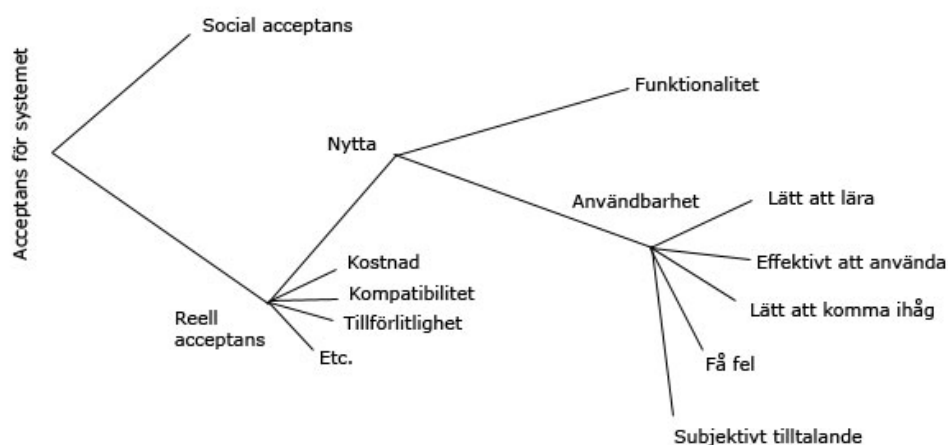 Acceptans för systemet
Social acceptans
Reell
acceptans
Nytta
Kostnad
Kompatibilitet
Tillförlitlighet
Etc.
Funktionalitet
Användbarhet
Lätt att lära
Effektivt att använda
Lätt att komma ihåg
Få fel
Subjektivt tilltalande